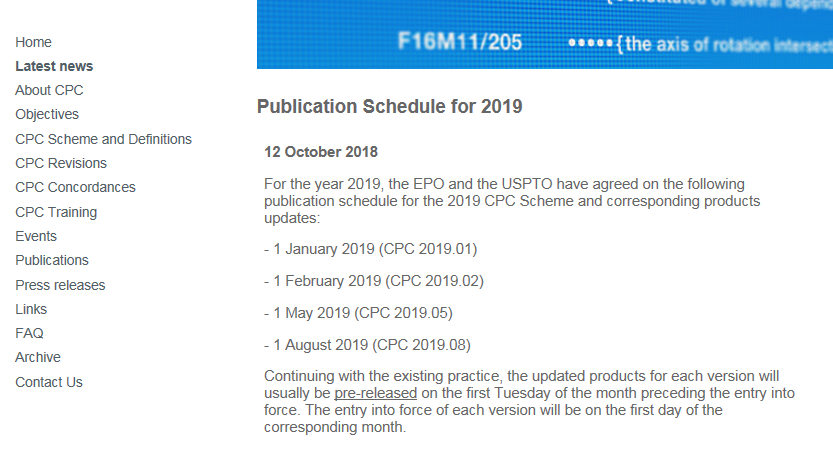 constituted of several depend
F16M11/205 •••••{the axis of rotation intersect
Home
Latest news
About CPC
Objectives
CPC Scheme and Definitions
CPC Revisions
CPC Concordances
CPC Training
Events
Publications
Press releases
Links
FAQ
Archive
Contact Us
Publication Schedule for 2019
12 October 2018
For the year 2019, the EPO and the USPTO have agreed on the following
publication schedule for the 2019 CPC Scheme and corresponding products
updates:
- 1 January 2019 (CPC 2019.01)
- 1 February 2019 (CPC 2019.02)
- 1 May 2019 (CPC 2019.05)
- 1 August 2019 (CPC 2019.08)
Continuing with the existing practice, the updated products for each version will
usually be pre-released on the first Tuesday of the month preceding the entry into
force. The entry into force of each version will be on the first day of the
corresponding month.